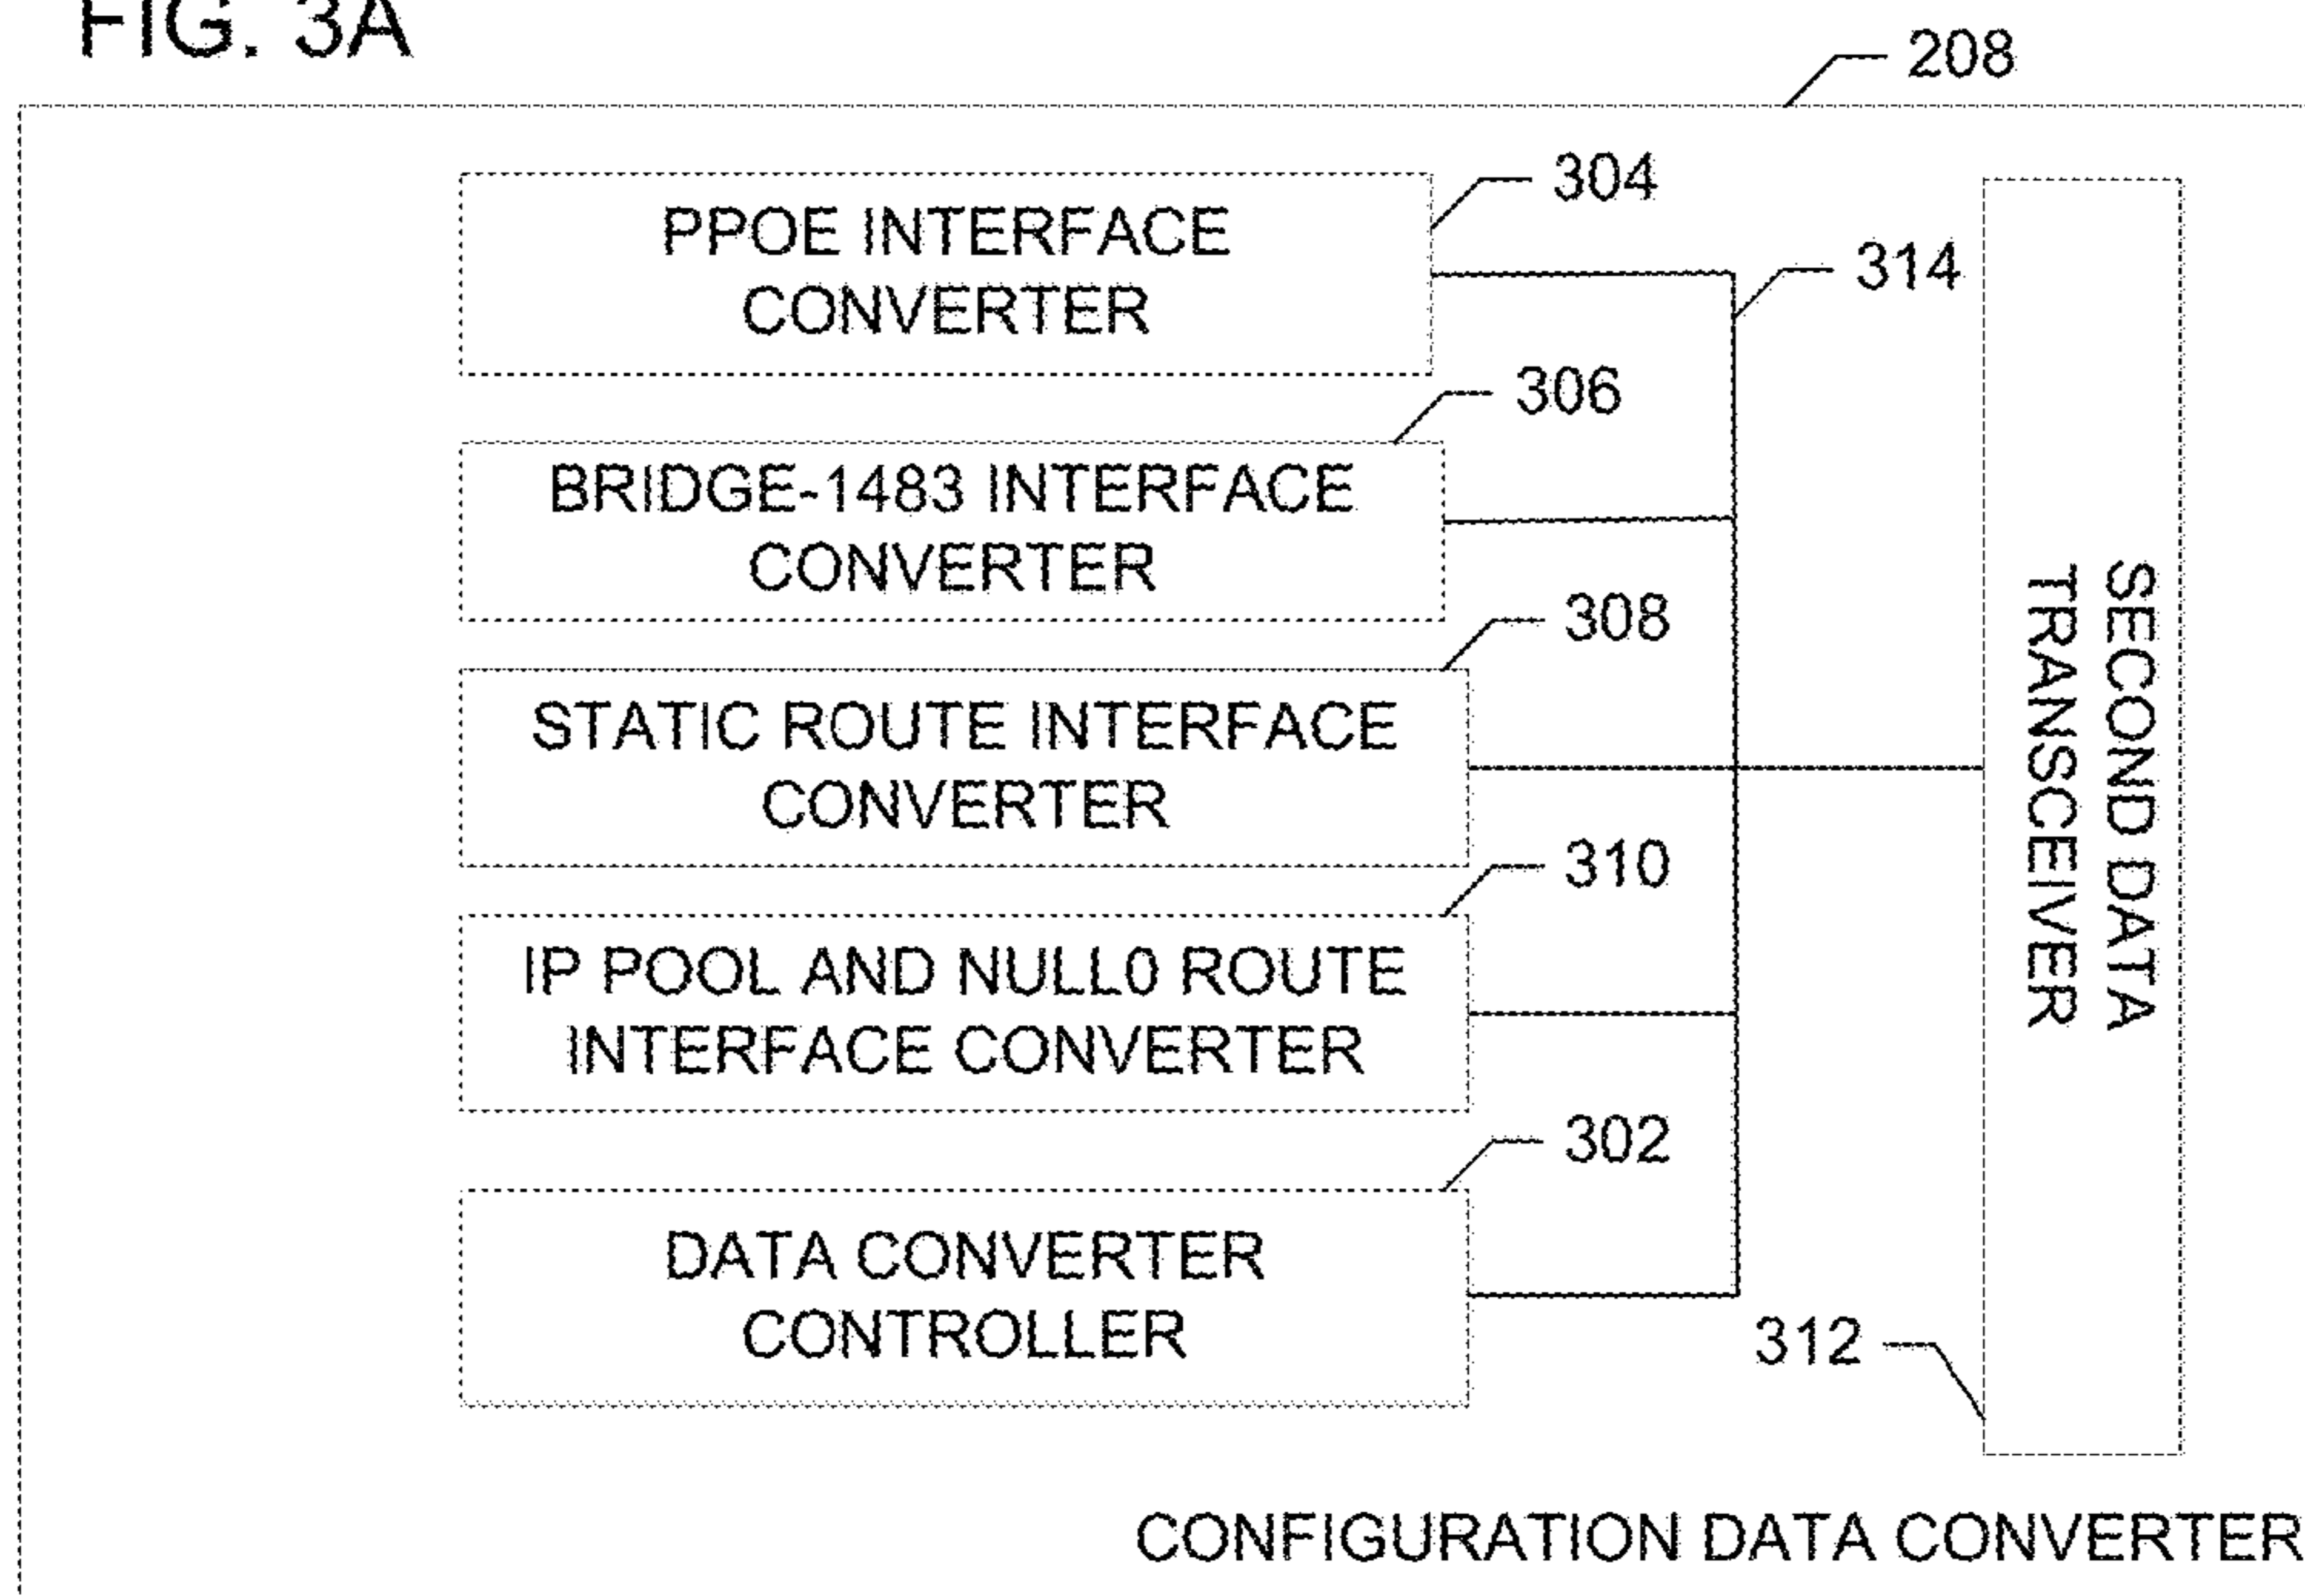 FIG. 3A
208
PPOE INTERFACE
CONVERTER
304
314
306
BRIDGE-1483 INTERFACE
CONVERTER
308
STATIC ROUTE INTERFACE
CONVERTER
310
IP POOL AND NULL0 ROUTE
INTERFACE CONVERTER
302
DATA CONVERTER
CONTROLLER
312
SECOND DATA
TRANSCEIVER
CONFIGURATION DATA CONVERTER